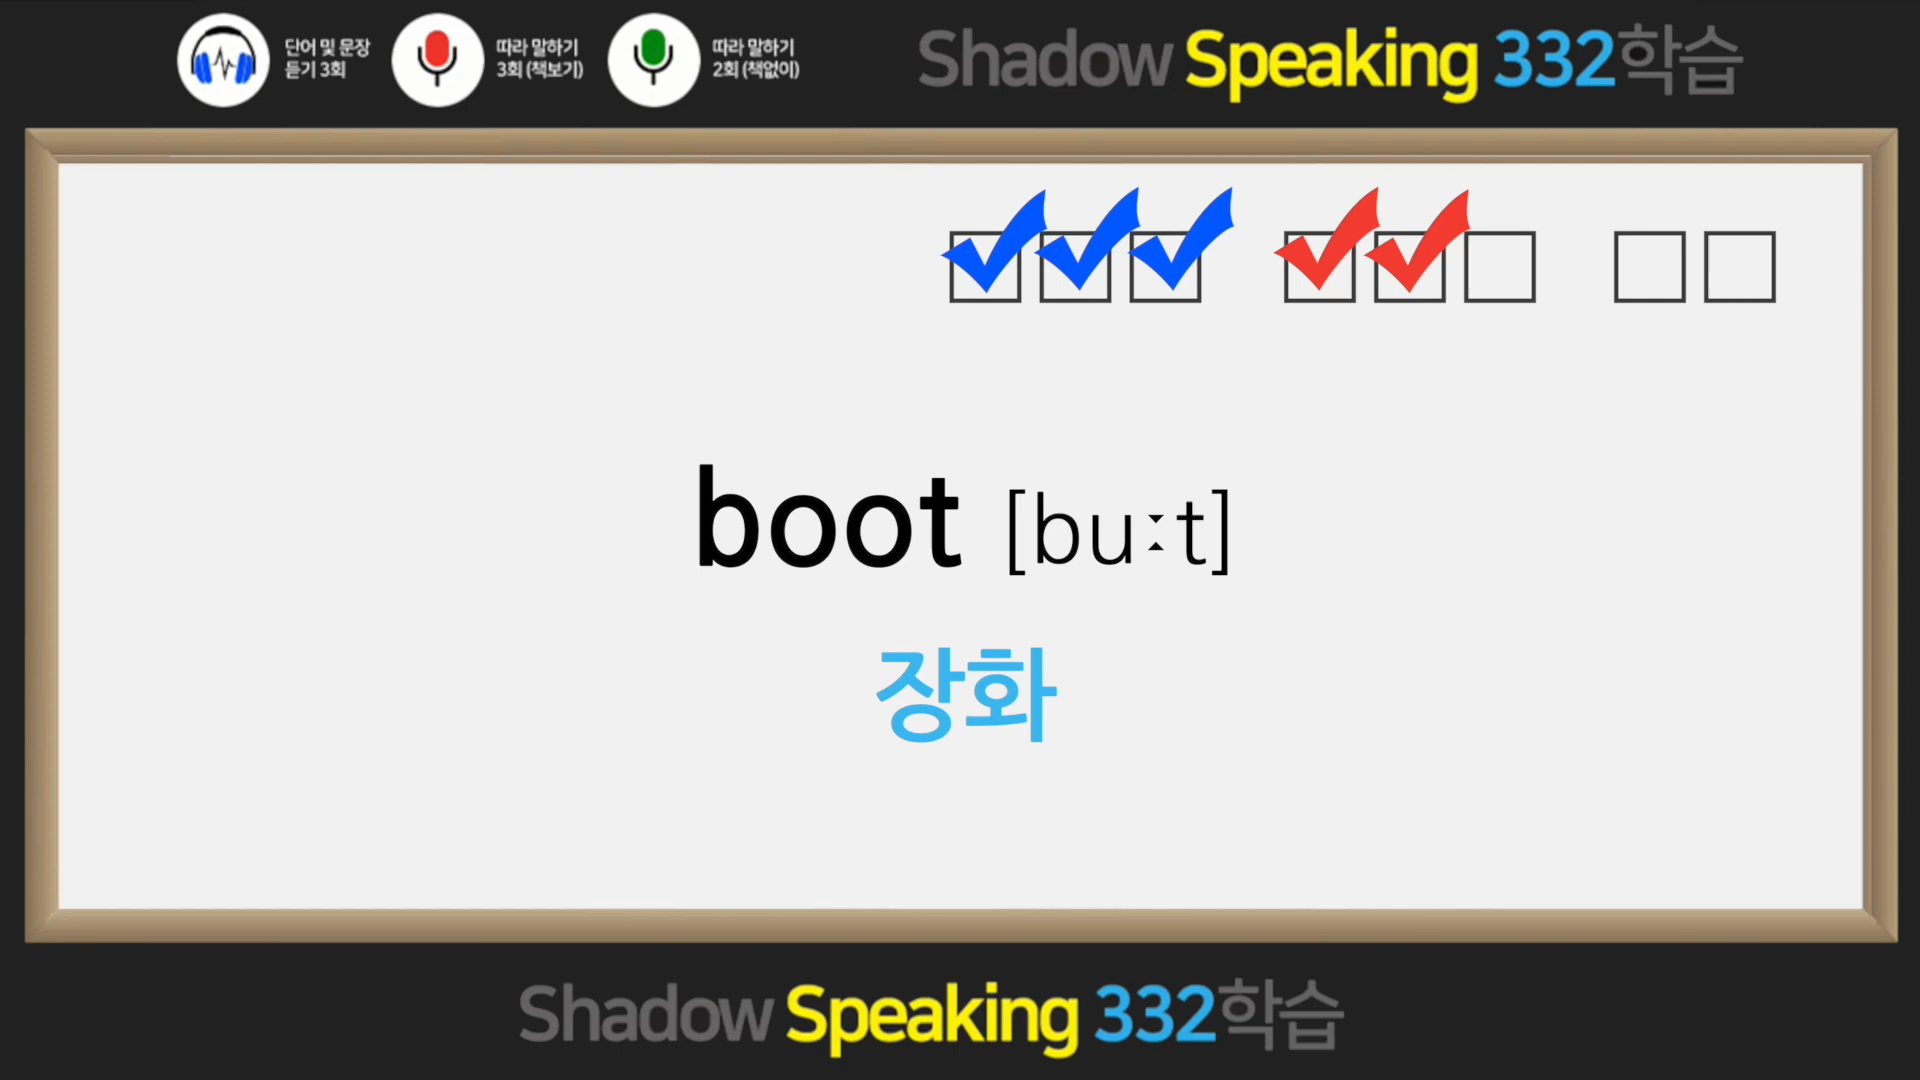 단어 및 문장
듣기 3회
따라 말하기
3회 (책보기)
따라 말하기
2회 (책없이)
Shadow Speaking 332학습
boot [buːt]
장화
Shadow Speaking 332학습